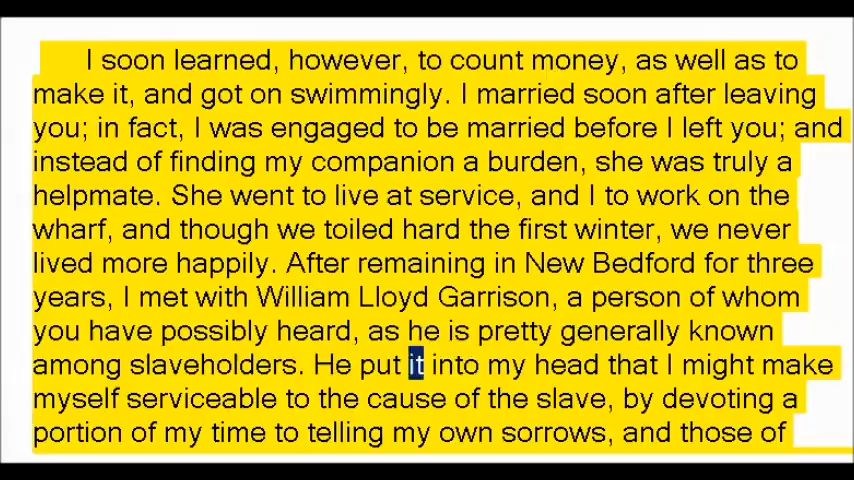 I soon learned, however, to count money, as well as to
make it, and got on swimmingly. I married soon after leaving
you; in fact, I was engaged to be married before I left you; and
instead of finding my companion a burden, she was truly a
helpmate. She went to live at service, and I to work on the
wharf, and though we toiled hard the first winter, we never
lived more happily. After remaining in New Bedford for three
years, I met with William Lloyd Garrison, a person of whom
you have possibly heard, as he is pretty generally known
among slaveholders. He put it into my head that I might make
myself serviceable to the cause of the slave, by devoting a
portion of my time to telling my own sorrows, and those of